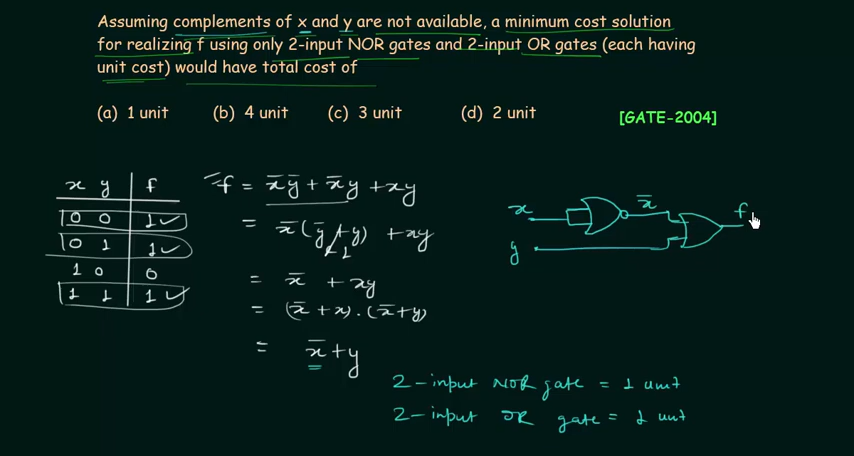 Assuming complements of x and y are not available, a minimum cost solution
for realizing f using only 2-input NOR gates and 2-input OR gates (each having
unit cost) would have total cost of
(a) 1 unit (b) 4 unit (c) 3 unit (d) 2 unit [GATE-2004]
x y f
0 0 1 ✓
0 1 1 ✓
1 0 0
1 1 1 ✓
f = x̅y̅ + x̅y + xy
= x̅(y̅ + y) + xy
1
= x̅ + xy
= (x̅ + x) . (x̅ + y)
= x̅ + y
x x̅ f
y
2-input NOR gate = 1 unit
2-input OR gate = 1 unit